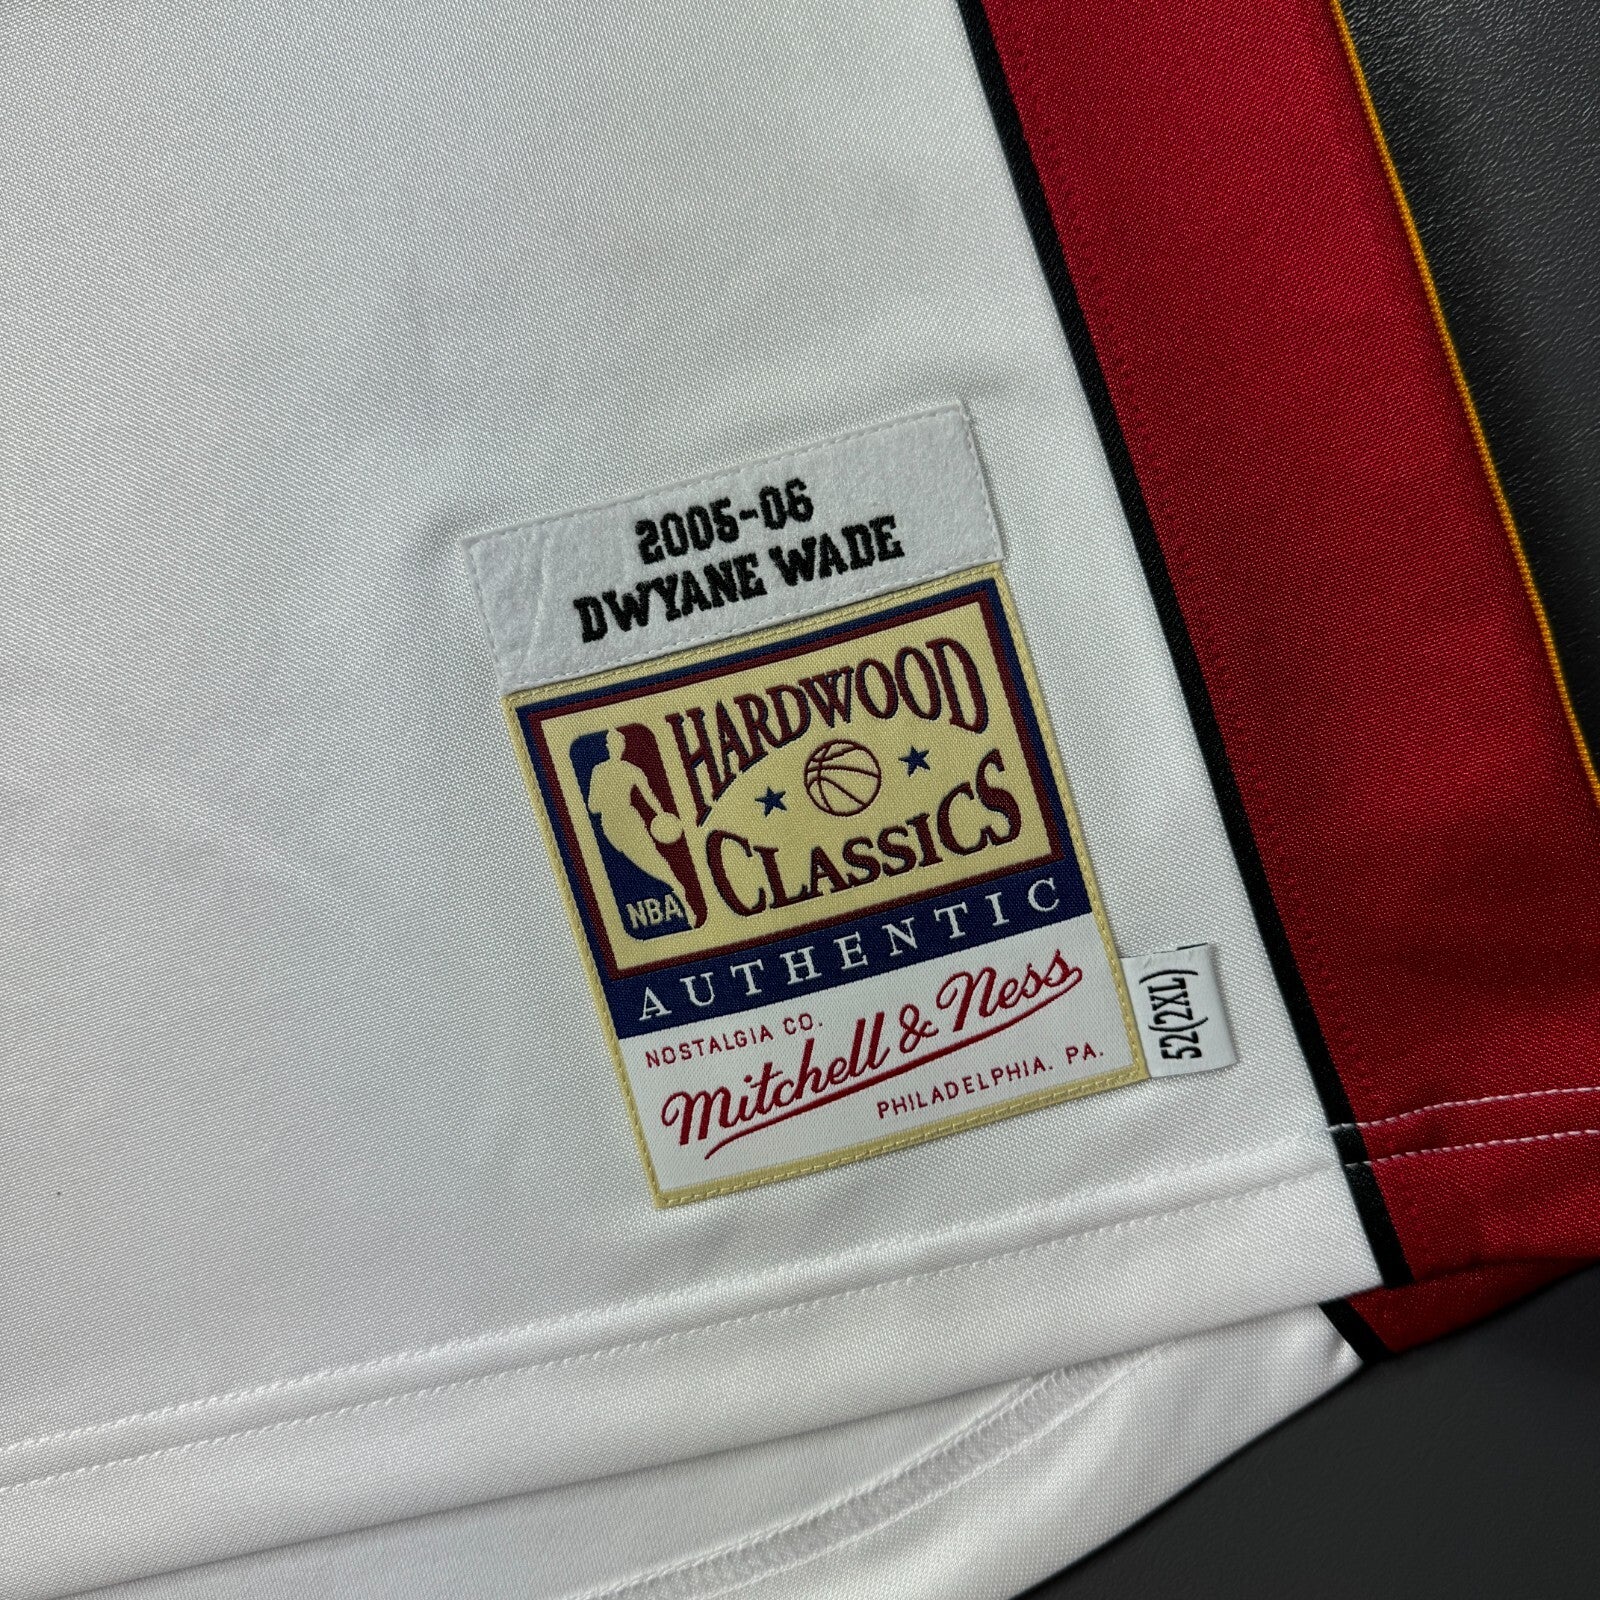 2005-06
DWYANE WADE
HARDWOOD
CLASSICS
NBA
AUTHENTIC
NOSTALGIA CO.
Mitchell & Ness
PHILADELPHIA. PA.
52(2XL)